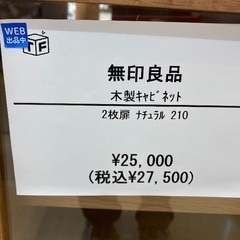 WEB
出品中
TF
無印良品
木製ｷｬﾋﾞﾈｯﾄ
2枚扉 ﾅﾁｭﾗﾙ 210
¥25,000
(税込¥27,500)